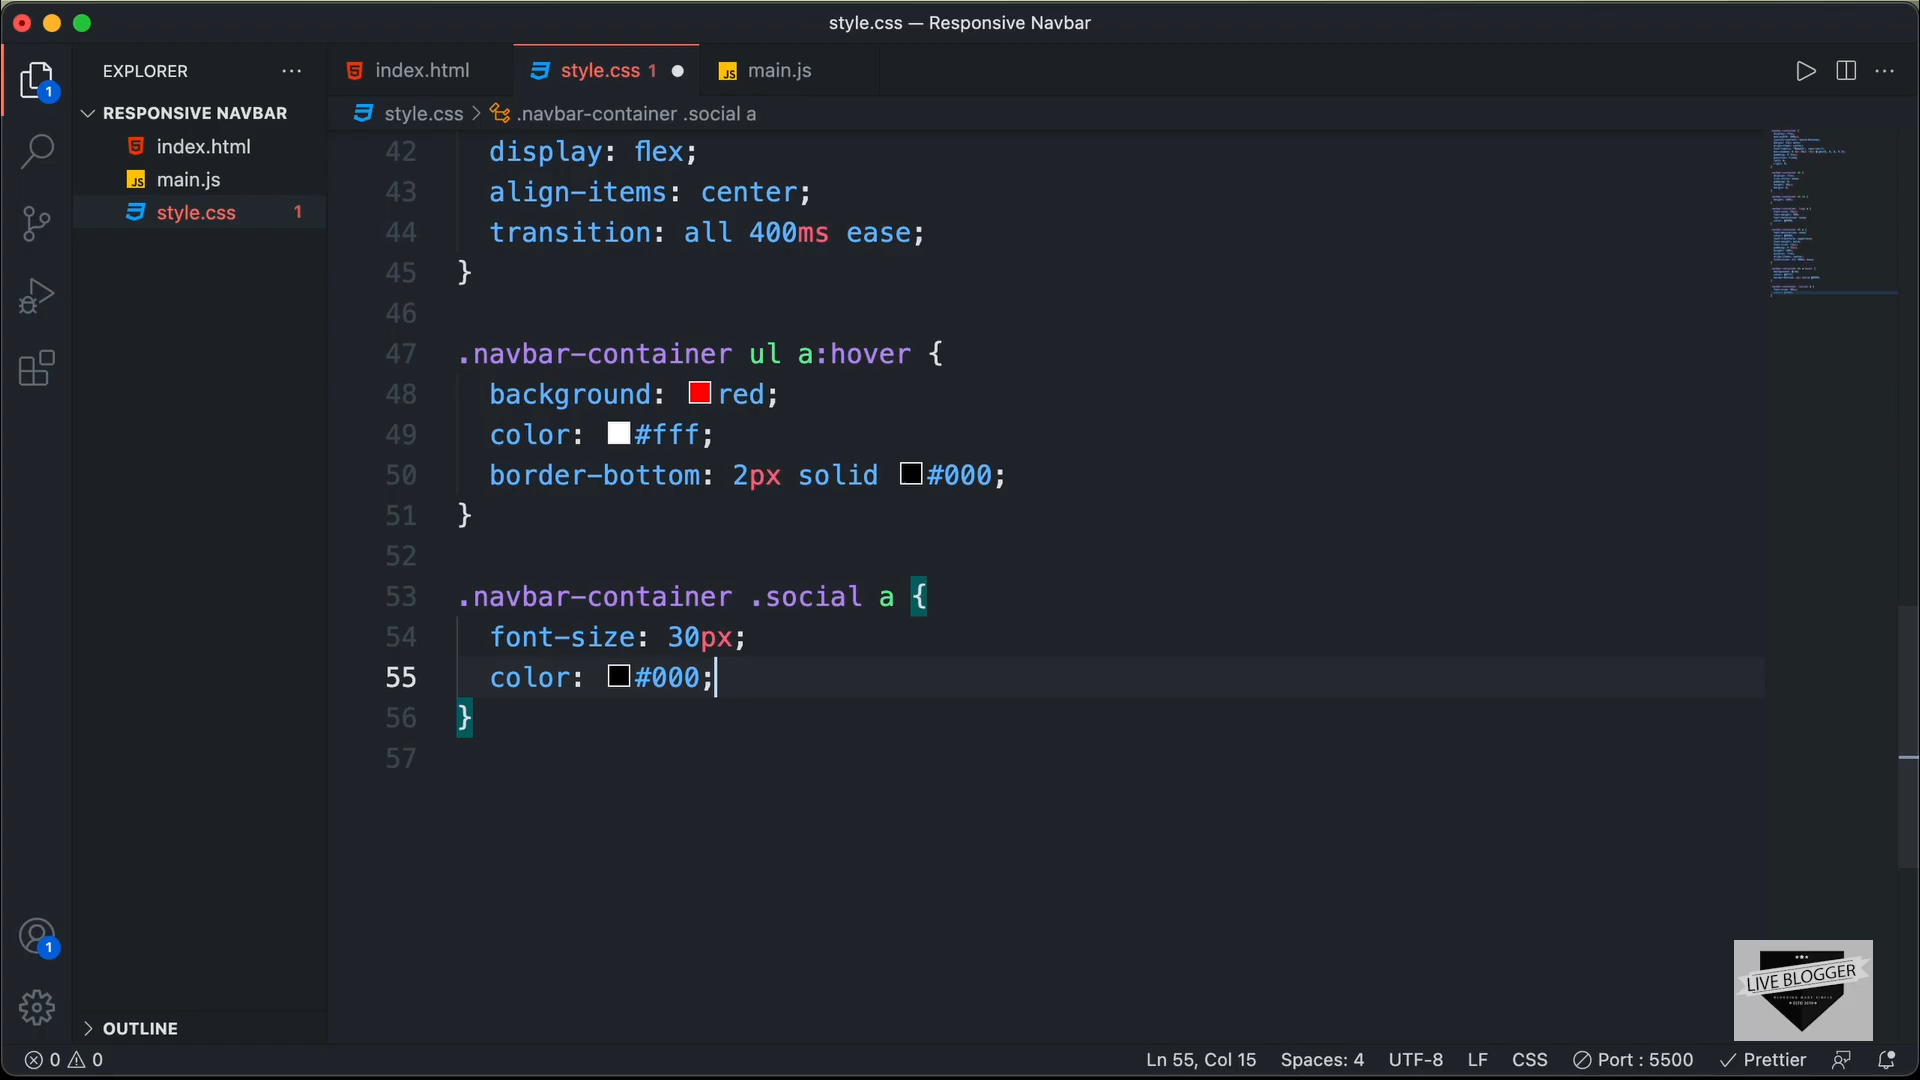 style.css — Responsive Navbar
EXPLORER
index.html
style.css 1
main.js
RESPONSIVE NAVBAR
style.css
.navbar-container .social a
index.html
main.js
style.css 1
42 display: flex;
43 align-items: center;
44 transition: all 400ms ease;
45 }
46
47 .navbar-container ul a:hover {
48 background: red;
49 color: #fff;
50 border-bottom: 2px solid #000;
51 }
52
53 .navbar-container .social a {
54 font-size: 30px;
55 color: #000;
56 }
57
1
1
OUTLINE
LIVE BLOGGER
0 0
Ln 55, Col 15
Spaces: 4
UTF-8
LF
CSS
Port : 5500
Prettier